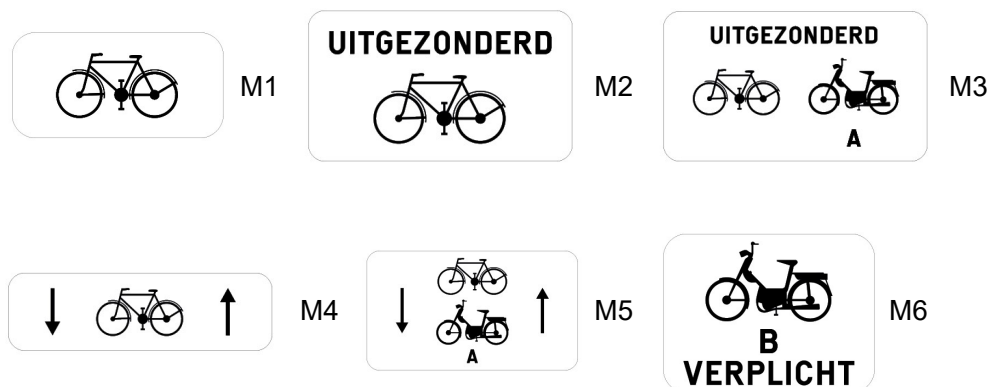 M1
UITGEZONDERD
M2
UITGEZONDERD
A
M3
M4
A
M5
B
VERPLICHT
M6